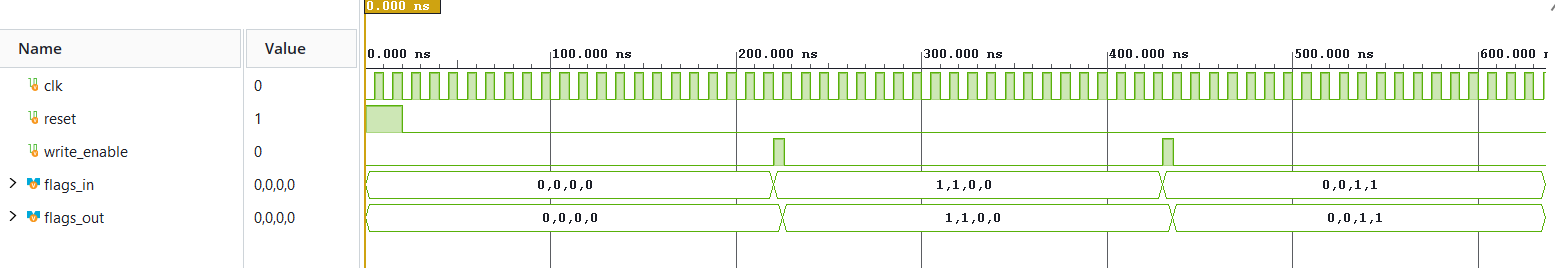 0.000 ns
Name Value
0.000 ns 100.000 ns 200.000 ns 300.000 ns 400.000 ns 500.000 ns 600.000 n
clk 0
reset 1
write_enable 0
flags_in 0,0,0,0 0,0,0,0 1,1,0,0 0,0,1,1
flags_out 0,0,0,0 0,0,0,0 1,1,0,0 0,0,1,1